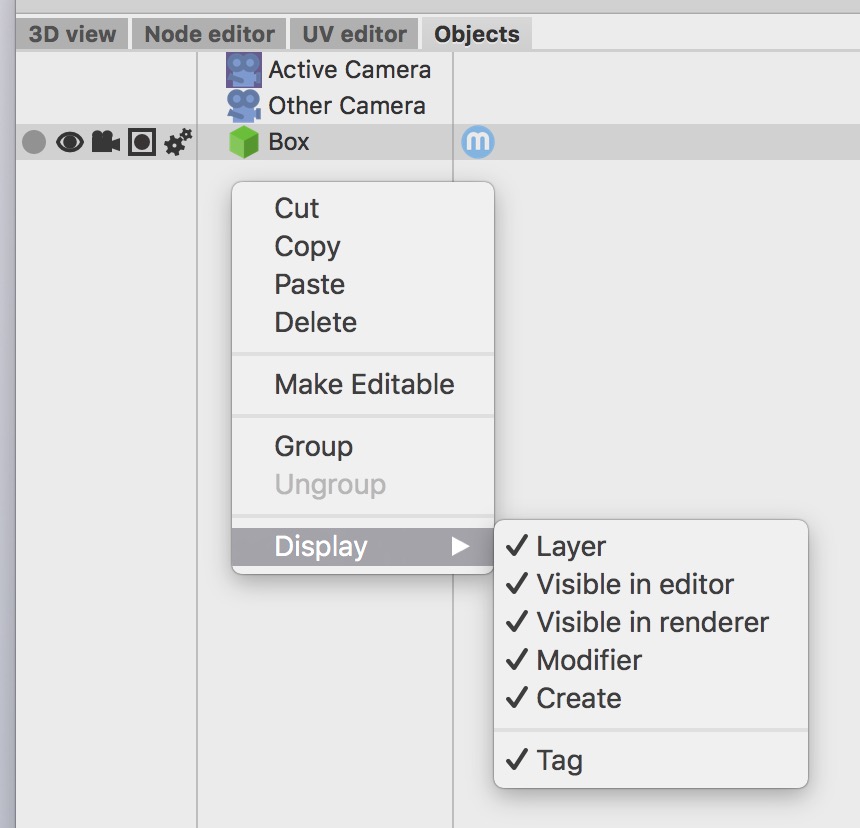 3D view Node editor UV editor Objects
Active Camera
Other Camera
Box m
Cut
Copy
Paste
Delete
Make Editable
Group
Ungroup
Display
Layer
Visible in editor
Visible in renderer
Modifier
Create
Tag